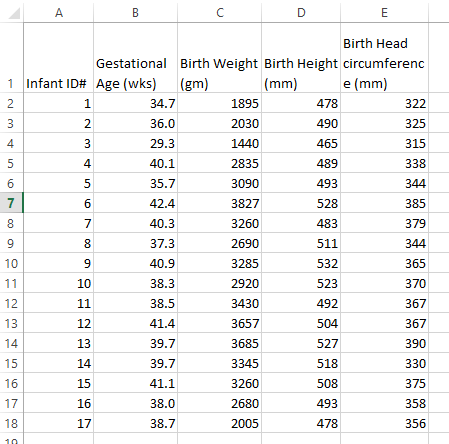 A B C D E
1 Infant ID# Gestational Age (wks) Birth Weight (gm) Birth Height (mm) Birth Head circumferenc e (mm)
2 1 34.7 1895 478 322
3 2 36.0 2030 490 325
4 3 29.3 1440 465 315
5 4 40.1 2835 489 338
6 5 35.7 3090 493 344
7 6 42.4 3827 528 385
8 7 40.3 3260 483 379
9 8 37.3 2690 511 344
10 9 40.9 3285 532 365
11 10 38.3 2920 523 370
12 11 38.5 3430 492 367
13 12 41.4 3657 504 367
14 13 39.7 3685 527 390
15 14 39.7 3345 518 330
16 15 41.1 3260 508 375
17 16 38.0 2680 493 358
18 17 38.7 2005 478 356
19